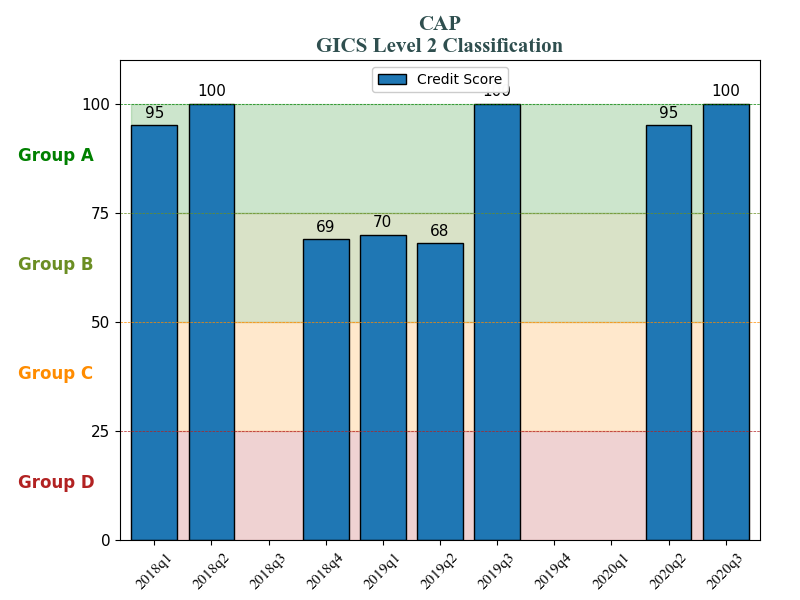 CAP
GICS Level 2 Classification
Credit Score
95
100
69
70
68
100
95
100
100
75
50
25
0
Group A
Group B
Group C
Group D
2018q1
2018q2
2018q3
2018q4
2019q1
2019q2
2019q3
2019q4
2020q1
2020q2
2020q3